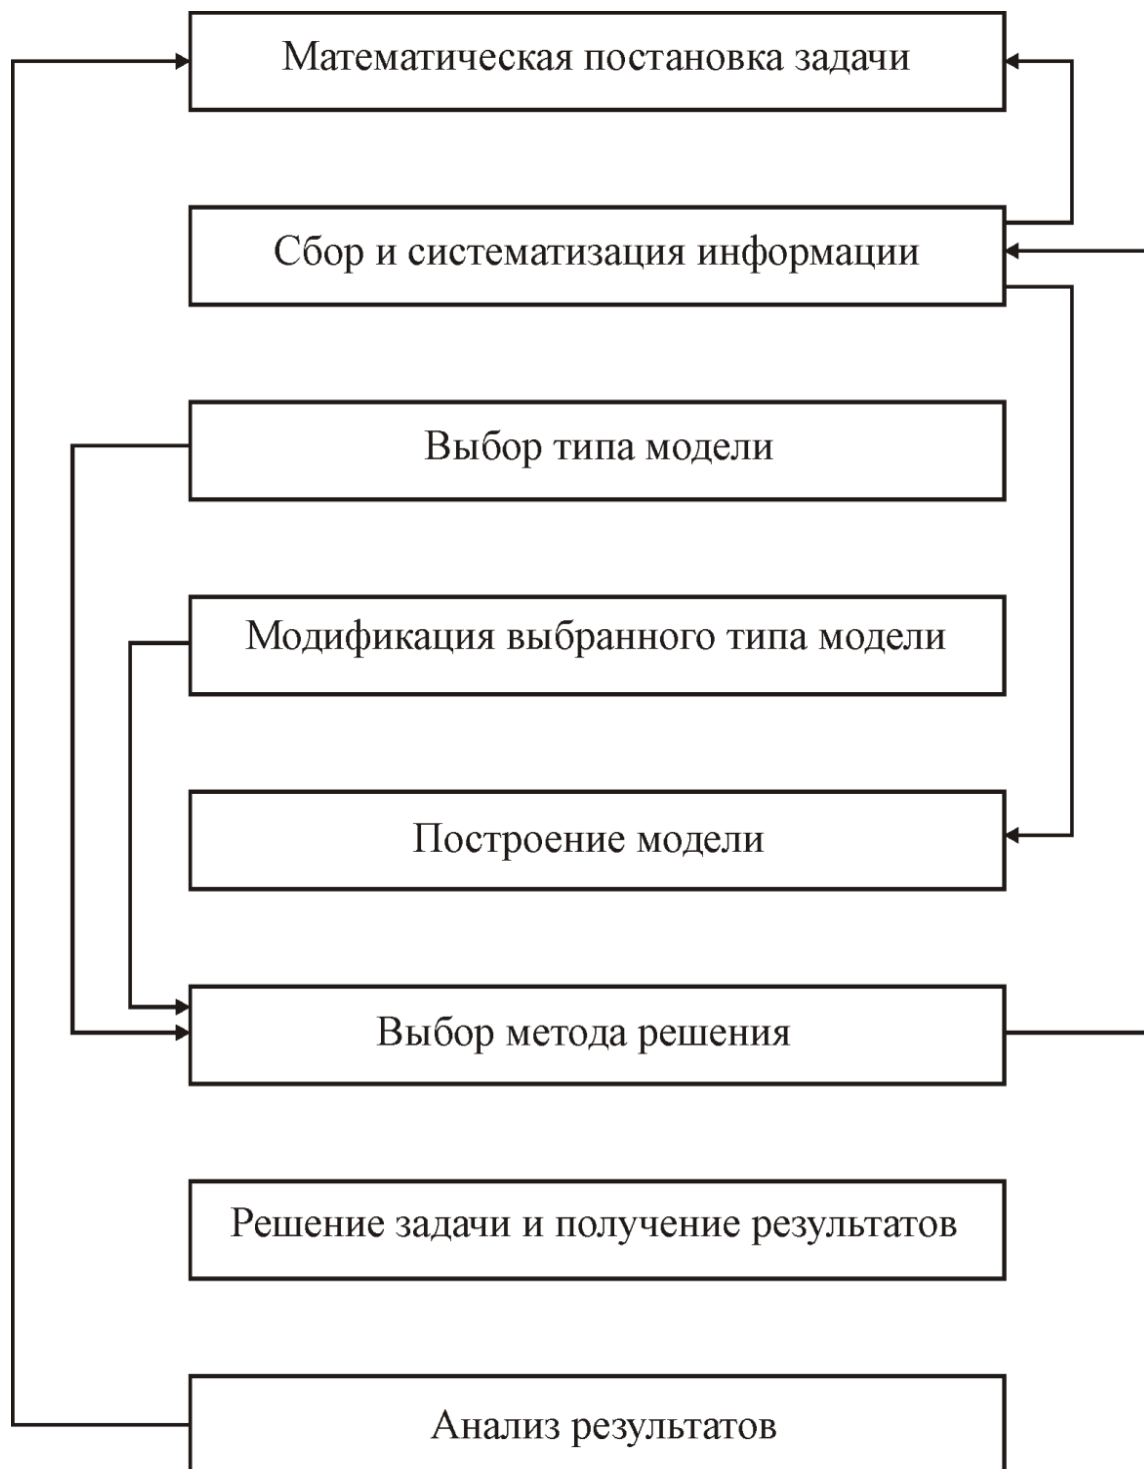 Математическая постановка задачи
Сбор и систематизация информации
Выбор типа модели
Модификация выбранного типа модели
Построение модели
Выбор метода решения
Решение задачи и получение результатов
Анализ результатов